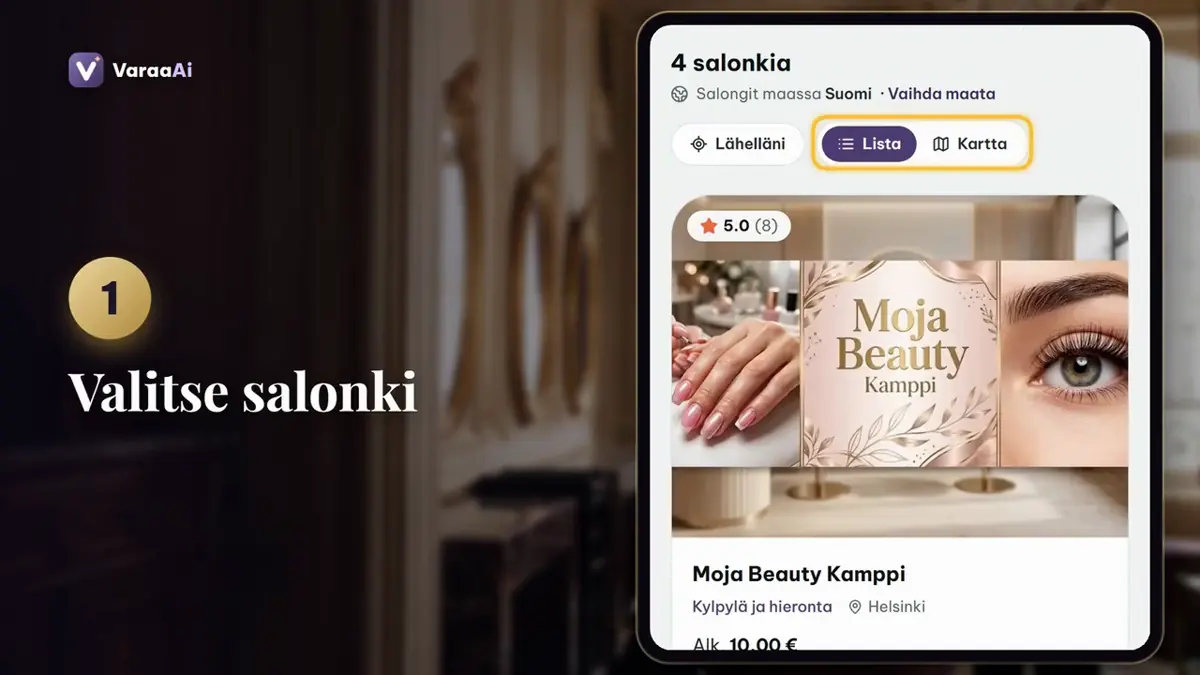 VaraaAi
1
Valitse salonki
4 salonkia
Salongit maassa Suomi · Vaihda maata
Lähelläni
Lista
Kartta
5.0 (8)
Moja
Beauty
Kamppi
Moja Beauty Kamppi
Kylpylä ja hieronta
Helsinki
Alk. 10,00 €